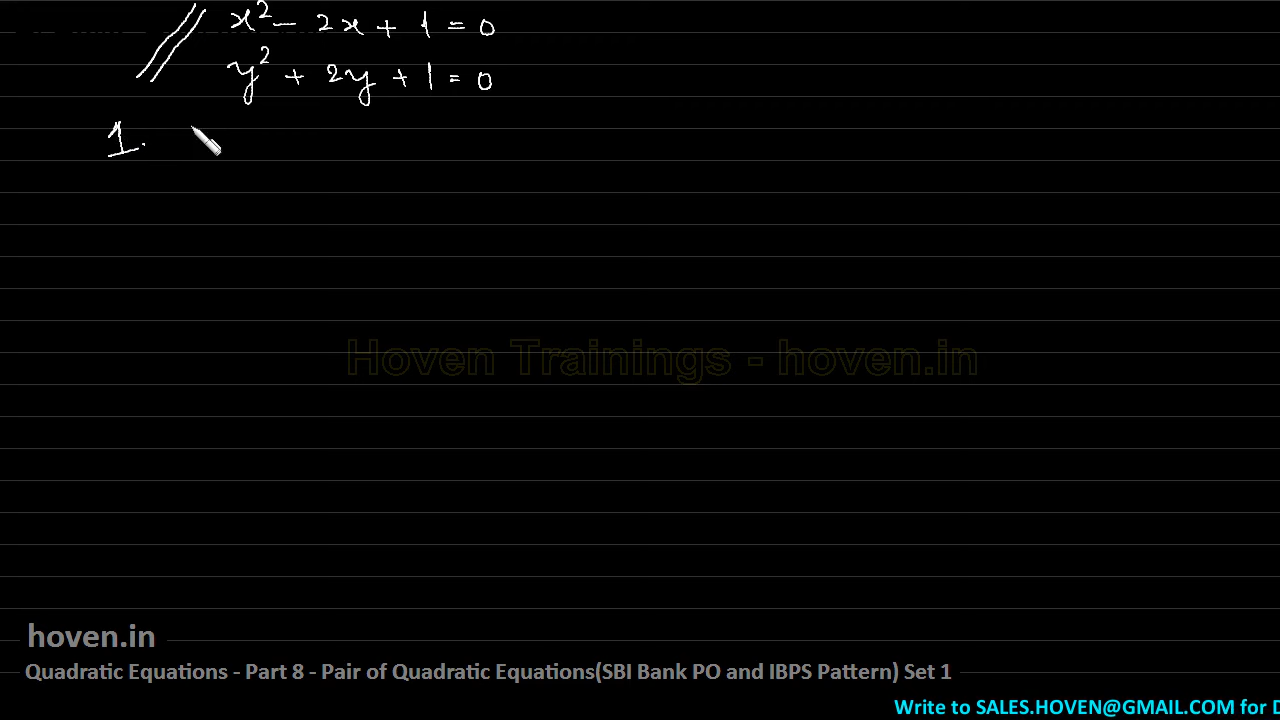 x² - 2x + 1 = 0
y² + 2y + 1 = 0
1.
Hoven Trainings - hoven.in
hoven.in
Quadratic Equations - Part 8 - Pair of Quadratic Equations(SBI Bank PO and IBPS Pattern) Set 1
Write to SALES.HOVEN@GMAIL.COM for